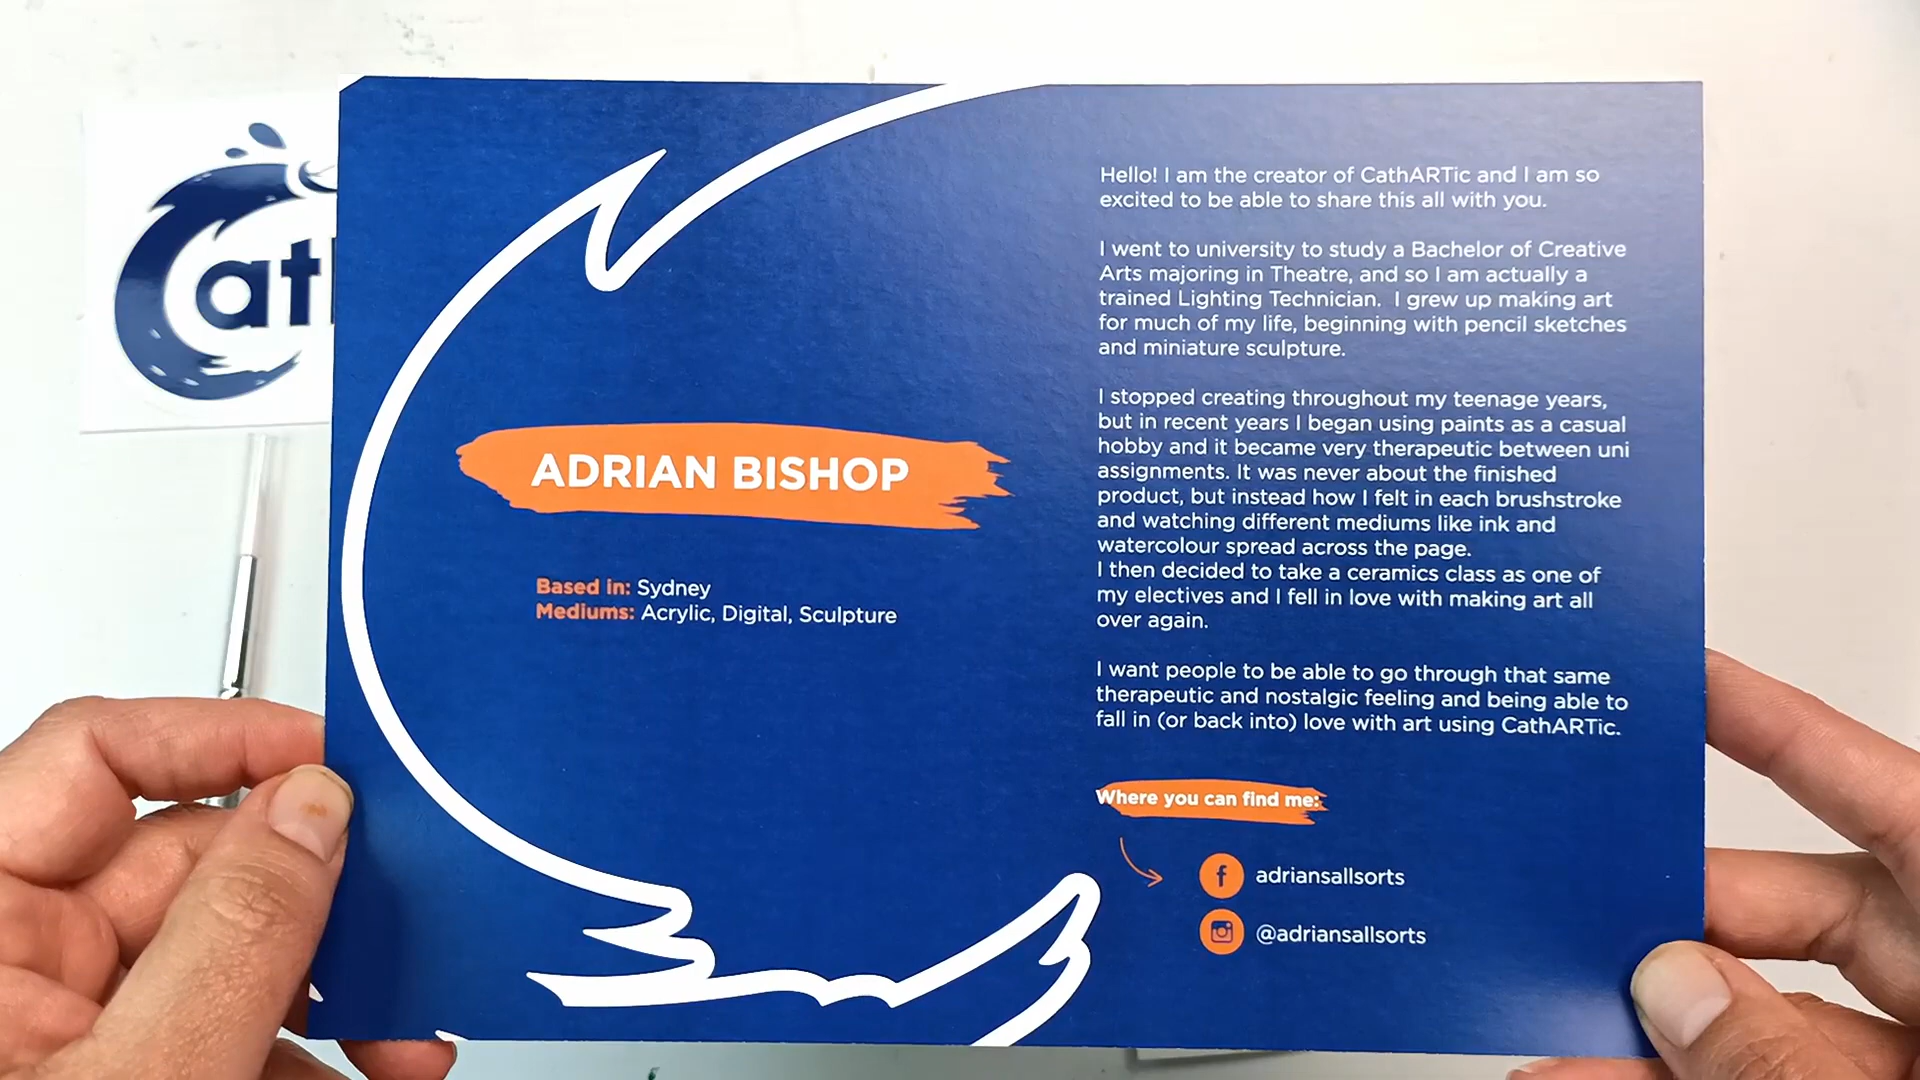 ath
ADRIAN BISHOP
Based in: Sydney
Mediums: Acrylic, Digital, Sculpture
Hello! I am the creator of CathARTic and I am so
excited to be able to share this all with you.
I went to university to study a Bachelor of Creative
Arts majoring in Theatre, and so I am actually a
trained Lighting Technician.  I grew up making art
for much of my life, beginning with pencil sketches
and miniature sculpture.
I stopped creating throughout my teenage years,
but in recent years I began using paints as a casual
hobby and it became very therapeutic between uni
assignments. It was never about the finished
product, but instead how I felt in each brushstroke
and watching different mediums like ink and
watercolour spread across the page.
I then decided to take a ceramics class as one of
my electives and I fell in love with making art all
over again.
I want people to be able to go through that same
therapeutic and nostalgic feeling and being able to
fall in (or back into) love with art using CathARTic.
Where you can find me:
adriansallsorts
@adriansallsorts